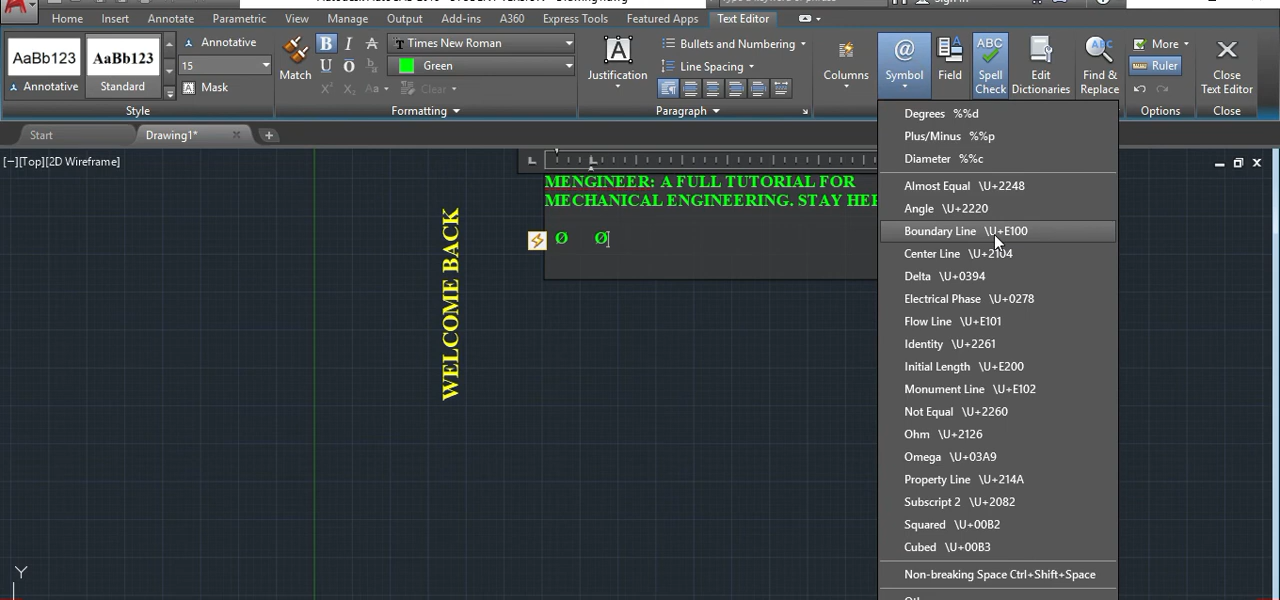 Home Insert Annotate Parametric View Manage Output Add-ins A360 Express Tools Featured Apps Text Editor
AaBb123 AaBb123
Annotative Standard
Annotative
15
Mask
Style
Match
B I A
U O
Times New Roman
Green
Aa Clear
Formatting
A
Justification
Bullets and Numbering
Line Spacing
Paragraph
Columns
@
Symbol
Field
ABC
Spell
Check
Edit
Dictionaries
Find &
Replace
More
Ruler
Options
Close
Text Editor
Close Text Editor
Start Drawing1*
[−][Top][2D Wireframe]
MENGINEER: A FULL TUTORIAL FOR
MECHANICAL ENGINEERING. STAY
Ø Ø
WELCOME BACK
Degrees %%d
Plus/Minus %%p
Diameter %%c
Almost Equal \U+2248
Angle \U+2220
Boundary Line \U+E100
Center Line \U+2104
Delta \U+0394
Electrical Phase \U+0278
Flow Line \U+E101
Identity \U+2261
Initial Length \U+E200
Monument Line \U+E102
Not Equal \U+2260
Ohm \U+2126
Omega \U+03A9
Property Line \U+214A
Subscript 2 \U+2082
Squared \U+00B2
Cubed \U+00B3
Non-breaking Space Ctrl+Shift+Space
Y